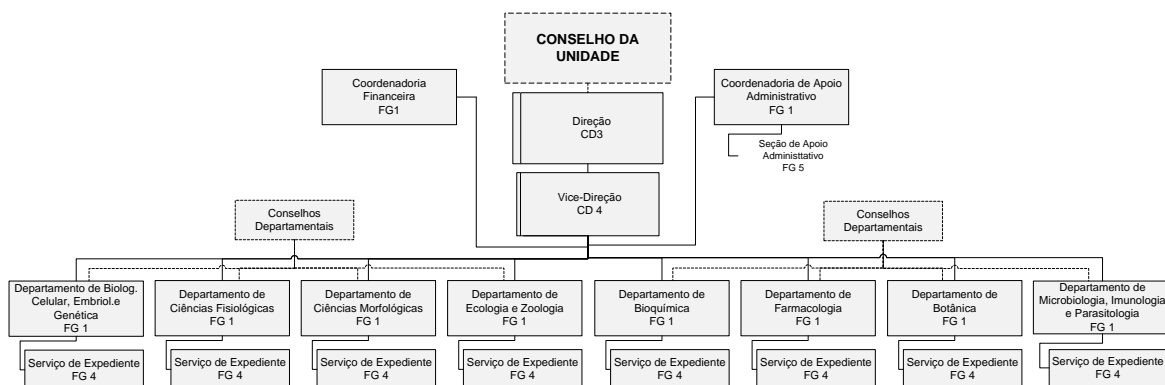 CONSELHO DA
UNIDADE
Coordenadoria
Financeira
FG1
Coordenadoria de Apoio
Administrativo
FG 1
Direção
CD3
Seção de Apoio
Administtativo
FG 5
Vice-Direção
CD 4
Conselhos
Departamentais
Conselhos
Departamentais
Departamento de Biolog.
Celular, Embriol.e
Genética
FG 1
Departamento de
Ciências Fisiológicas
FG 1
Departamento de
Ciências Morfológicas
FG 1
Departamento de
Ecologia e Zoologia
FG 1
Departamento de
Bioquímica
FG 1
Departamento de
Farmacologia
FG 1
Departamento de
Botânica
FG 1
Departamento de
Microbiologia, Imunologia
e Parasitologia
FG 1
Serviço de Expediente
FG 4
Serviço de Expediente
FG 4
Serviço de Expediente
FG 4
Serviço de Expediente
FG 4
Serviço de Expediente
FG 4
Serviço de Expediente
FG 4
Serviço de Expediente
FG 4
Serviço de Expediente
FG 4